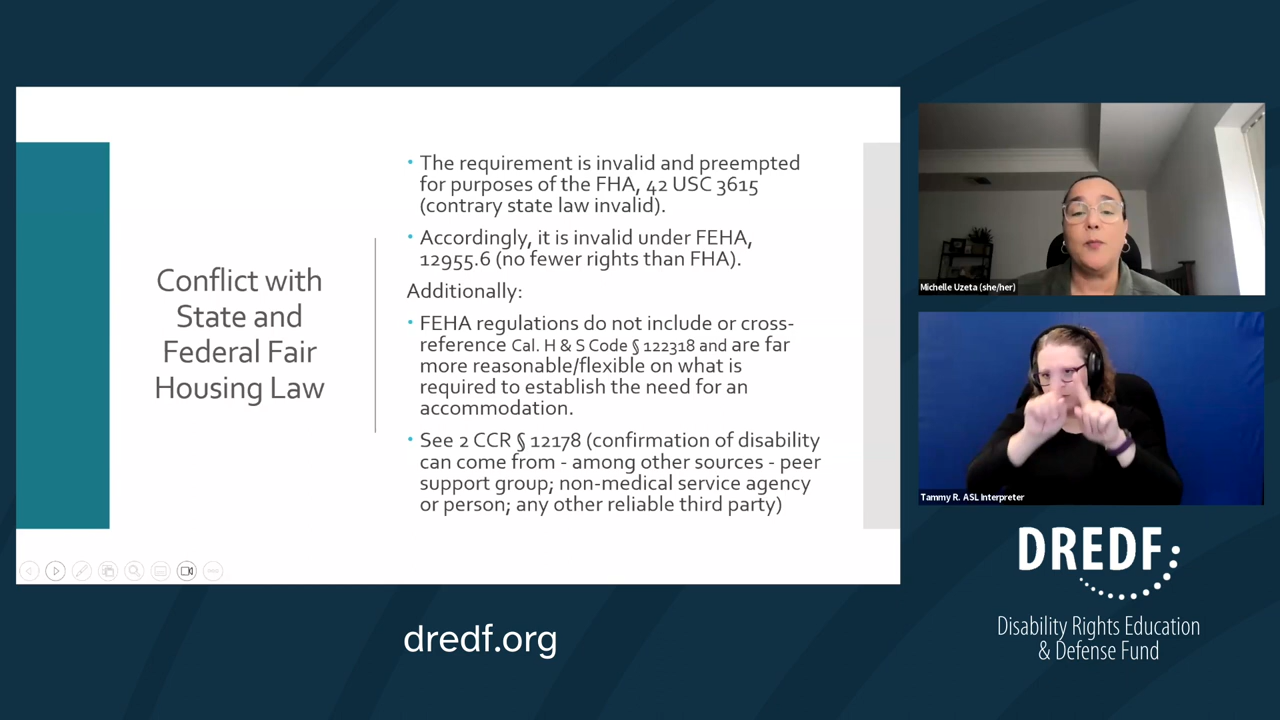 Conflict with
State and
Federal Fair
Housing Law
• The requirement is invalid and preempted
for purposes of the FHA, 42 USC 3615
(contrary state law invalid).
• Accordingly, it is invalid under FEHA,
12955.6 (no fewer rights than FHA).
Additionally:
• FEHA regulations do not include or cross-
reference Cal. H & S Code § 122318 and are far
more reasonable/flexible on what is
required to establish the need for an
accommodation.
• See 2 CCR § 12178 (confirmation of disability
can come from - among other sources - peer
support group; non-medical service agency
or person; any other reliable third party)
Michelle Uzeta (she/her)
Tammy R. ASL Interpreter
DREDF
Disability Rights Education
& Defense Fund
dredf.org